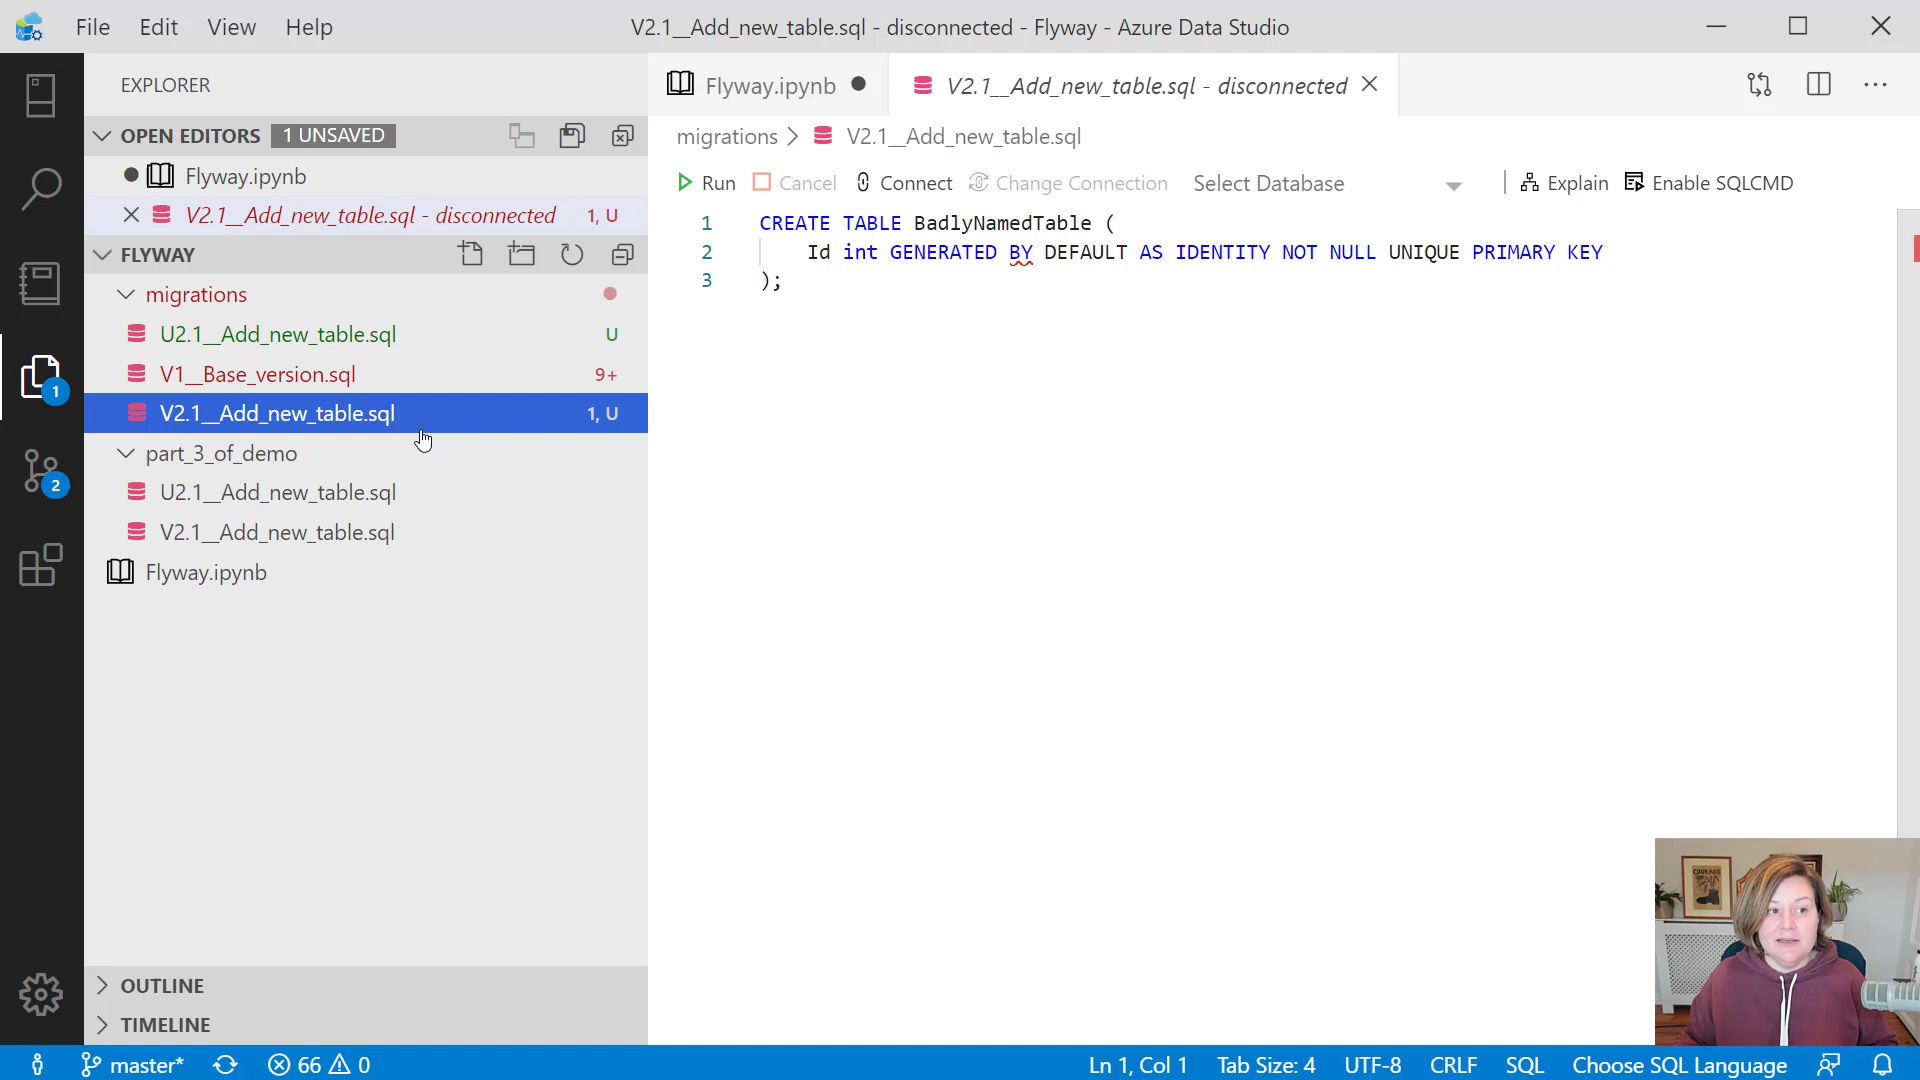 File Edit View Help
V2.1__Add_new_table.sql - disconnected - Flyway - Azure Data Studio
EXPLORER
OPEN EDITORS 1 UNSAVED
Flyway.ipynb
V2.1__Add_new_table.sql - disconnected 1, U
FLYWAY
migrations
U2.1__Add_new_table.sql U
V1__Base_version.sql 9+
V2.1__Add_new_table.sql 1, U
part_3_of_demo
U2.1__Add_new_table.sql
V2.1__Add_new_table.sql
Flyway.ipynb
1
2
OUTLINE
TIMELINE
Flyway.ipynb
V2.1__Add_new_table.sql - disconnected
migrations > V2.1__Add_new_table.sql
Run Cancel Connect Change Connection Select Database Explain Enable SQLCMD
1 CREATE TABLE BadlyNamedTable (
2 Id int GENERATED BY DEFAULT AS IDENTITY NOT NULL UNIQUE PRIMARY KEY
3 );
COURAGE
master* 66 0
Ln 1, Col 1 Tab Size: 4 UTF-8 CRLF SQL Choose SQL Language